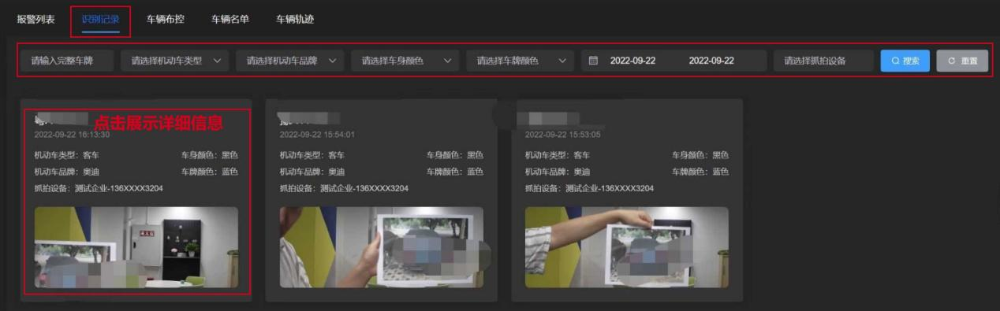 报警列表 识别记录 车辆布控 车辆名单 车辆轨迹
请输入完整车牌 请选择机动车类型 请选择机动车品牌 请选择车身颜色 请选择车牌颜色 2022-09-22 2022-09-22 请选择抓拍设备 搜索 重置
点击展示详细信息
2022-09-22 16:13:30
机动车类型：客车 车身颜色：黑色
机动车品牌：奥迪 车牌颜色：蓝色
抓拍设备：测试企业-136XXXX3204
2022-09-22 15:54:01
机动车类型：客车 车身颜色：黑色
机动车品牌：奥迪 车牌颜色：蓝色
抓拍设备：测试企业-136XXXX3204
2022-09-22 15:53:05
机动车类型：客车 车身颜色：黑色
机动车品牌：奥迪 车牌颜色：蓝色
抓拍设备：测试企业-136XXXX3204